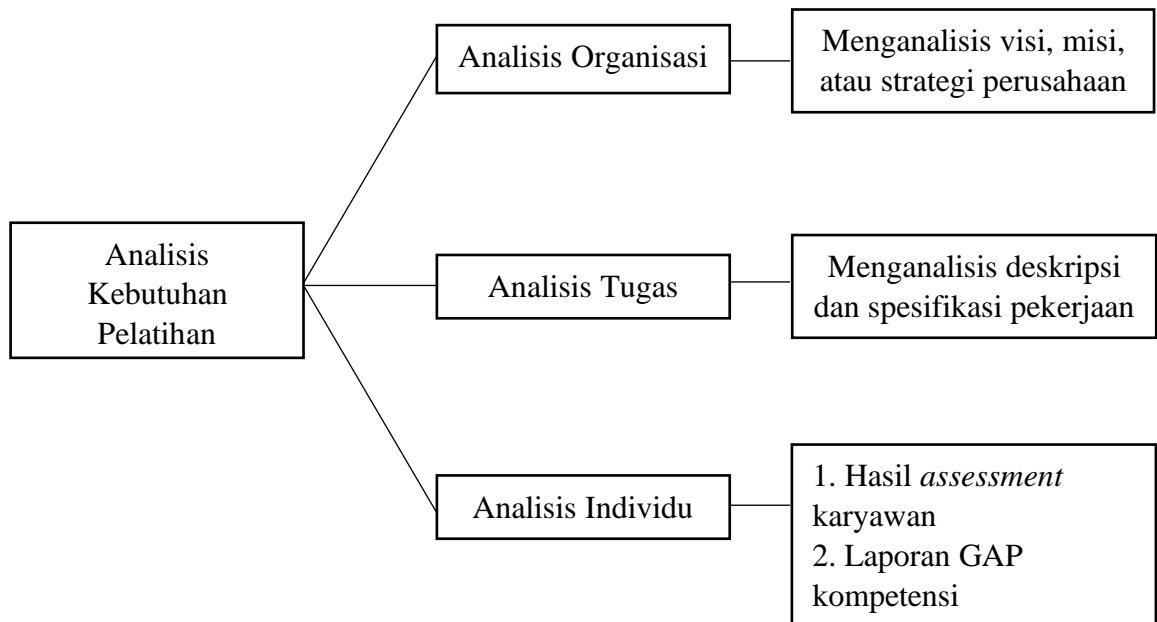 Analisis Organisasi
Menganalisis visi, misi,
atau strategi perusahaan
Analisis
Kebutuhan
Pelatihan
Analisis Tugas
Menganalisis deskripsi
dan spesifikasi pekerjaan
Analisis Individu
1. Hasil assessment
karyawan
2. Laporan GAP
kompetensi